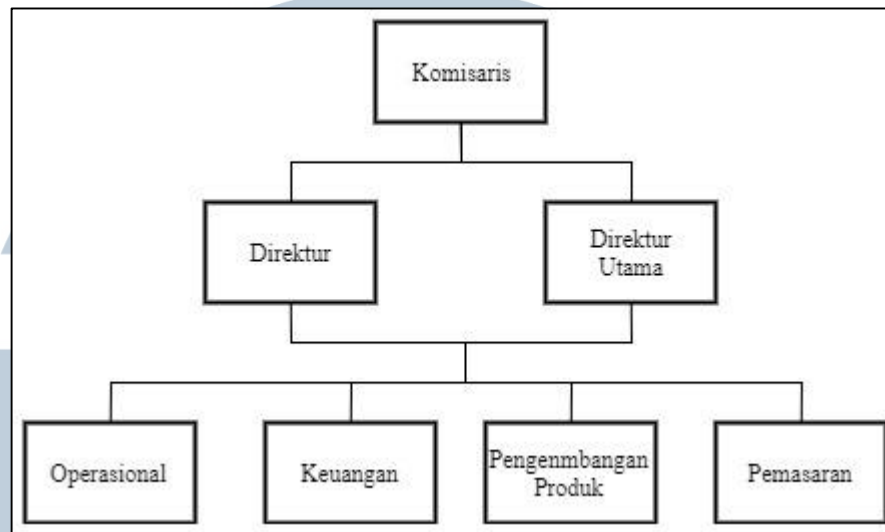 Komisaris
Direktur
Direktur
Utama
Operasional
Keuangan
Pengenmbangan
Produk
Pemasaran